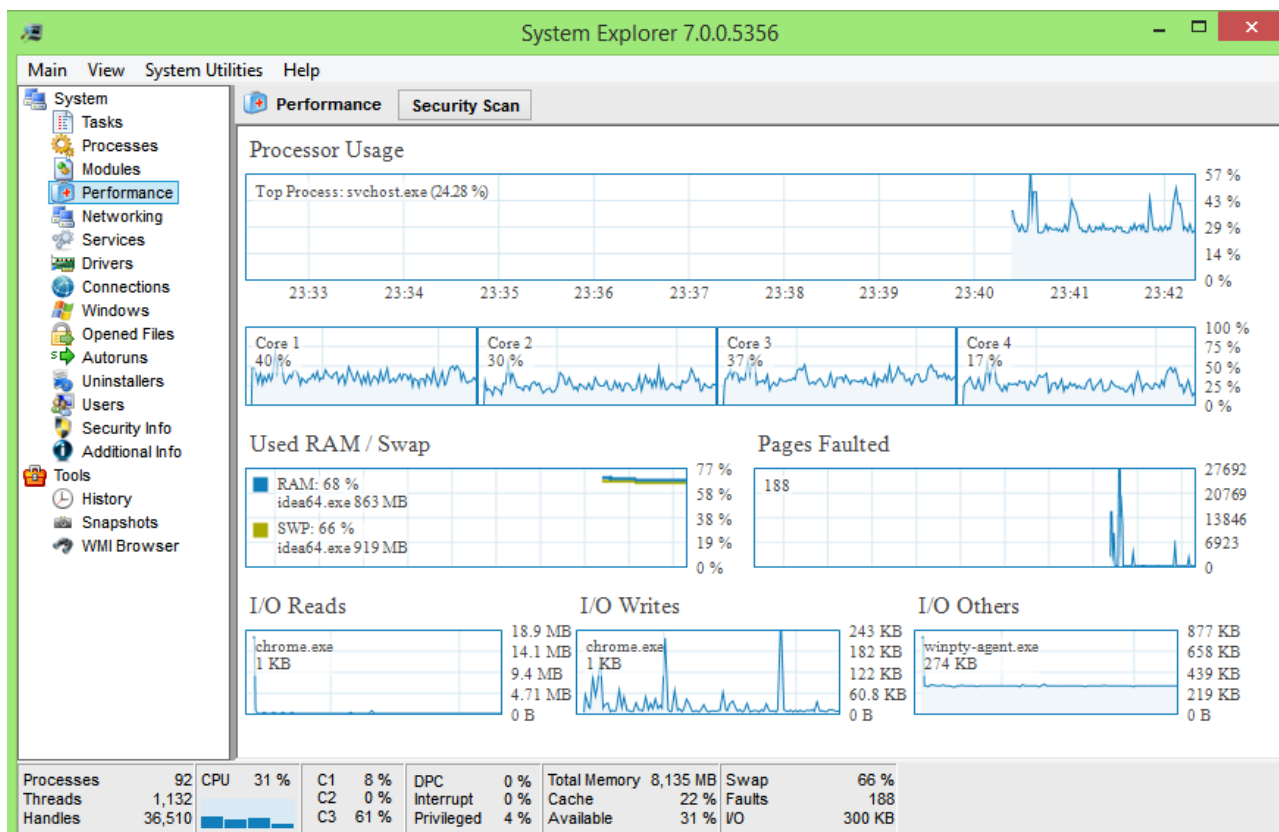 System Explorer 7.0.0.5356
Main View System Utilities Help
System
Tasks
Processes
Modules
Performance
Networking
Services
Drivers
Connections
Windows
Opened Files
Autoruns
Uninstallers
Users
Security Info
Additional Info
Tools
History
Snapshots
WMI Browser
Performance Security Scan
Processor Usage
Top Process: svchost.exe (24.28 %)
57 %
43 %
29 %
14 %
0 %
23:33 23:34 23:35 23:36 23:37 23:38 23:39 23:40 23:41 23:42
Core 1
40 %
Core 2
30 %
Core 3
37 %
Core 4
17 %
100 %
75 %
50 %
25 %
0 %
Used RAM / Swap
RAM: 68 %
idea64.exe 863 MB
SWP: 66 %
idea64.exe 919 MB
77 %
58 %
38 %
19 %
0 %
Pages Faulted
188
27692
20769
13846
6923
0
I/O Reads
chrome.exe
1 KB
18.9 MB
14.1 MB
9.4 MB
4.71 MB
0 B
I/O Writes
chrome.exe
1 KB
243 KB
182 KB
122 KB
60.8 KB
0 B
I/O Others
winpty-agent.exe
274 KB
877 KB
658 KB
439 KB
219 KB
0 B
Processes 92 CPU 31 % C1 8 % DPC 0 % Total Memory 8,135 MB Swap 66 %
Threads 1,132 C2 0 % Interrupt 0 % Cache 22 % Faults 188
Handles 36,510 C3 61 % Privileged 4 % Available 31 % I/O 300 KB